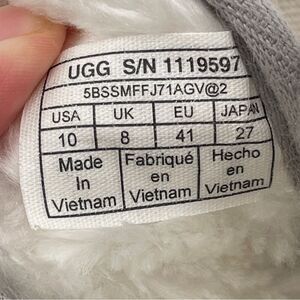 UGG S/N 1119597
5BSSMFFJ71AGV@2
USA UK EU JAPAN
10 8 41 27
Made Fabriqué Hecho
In en en
Vietnam Vietnam Vietnam